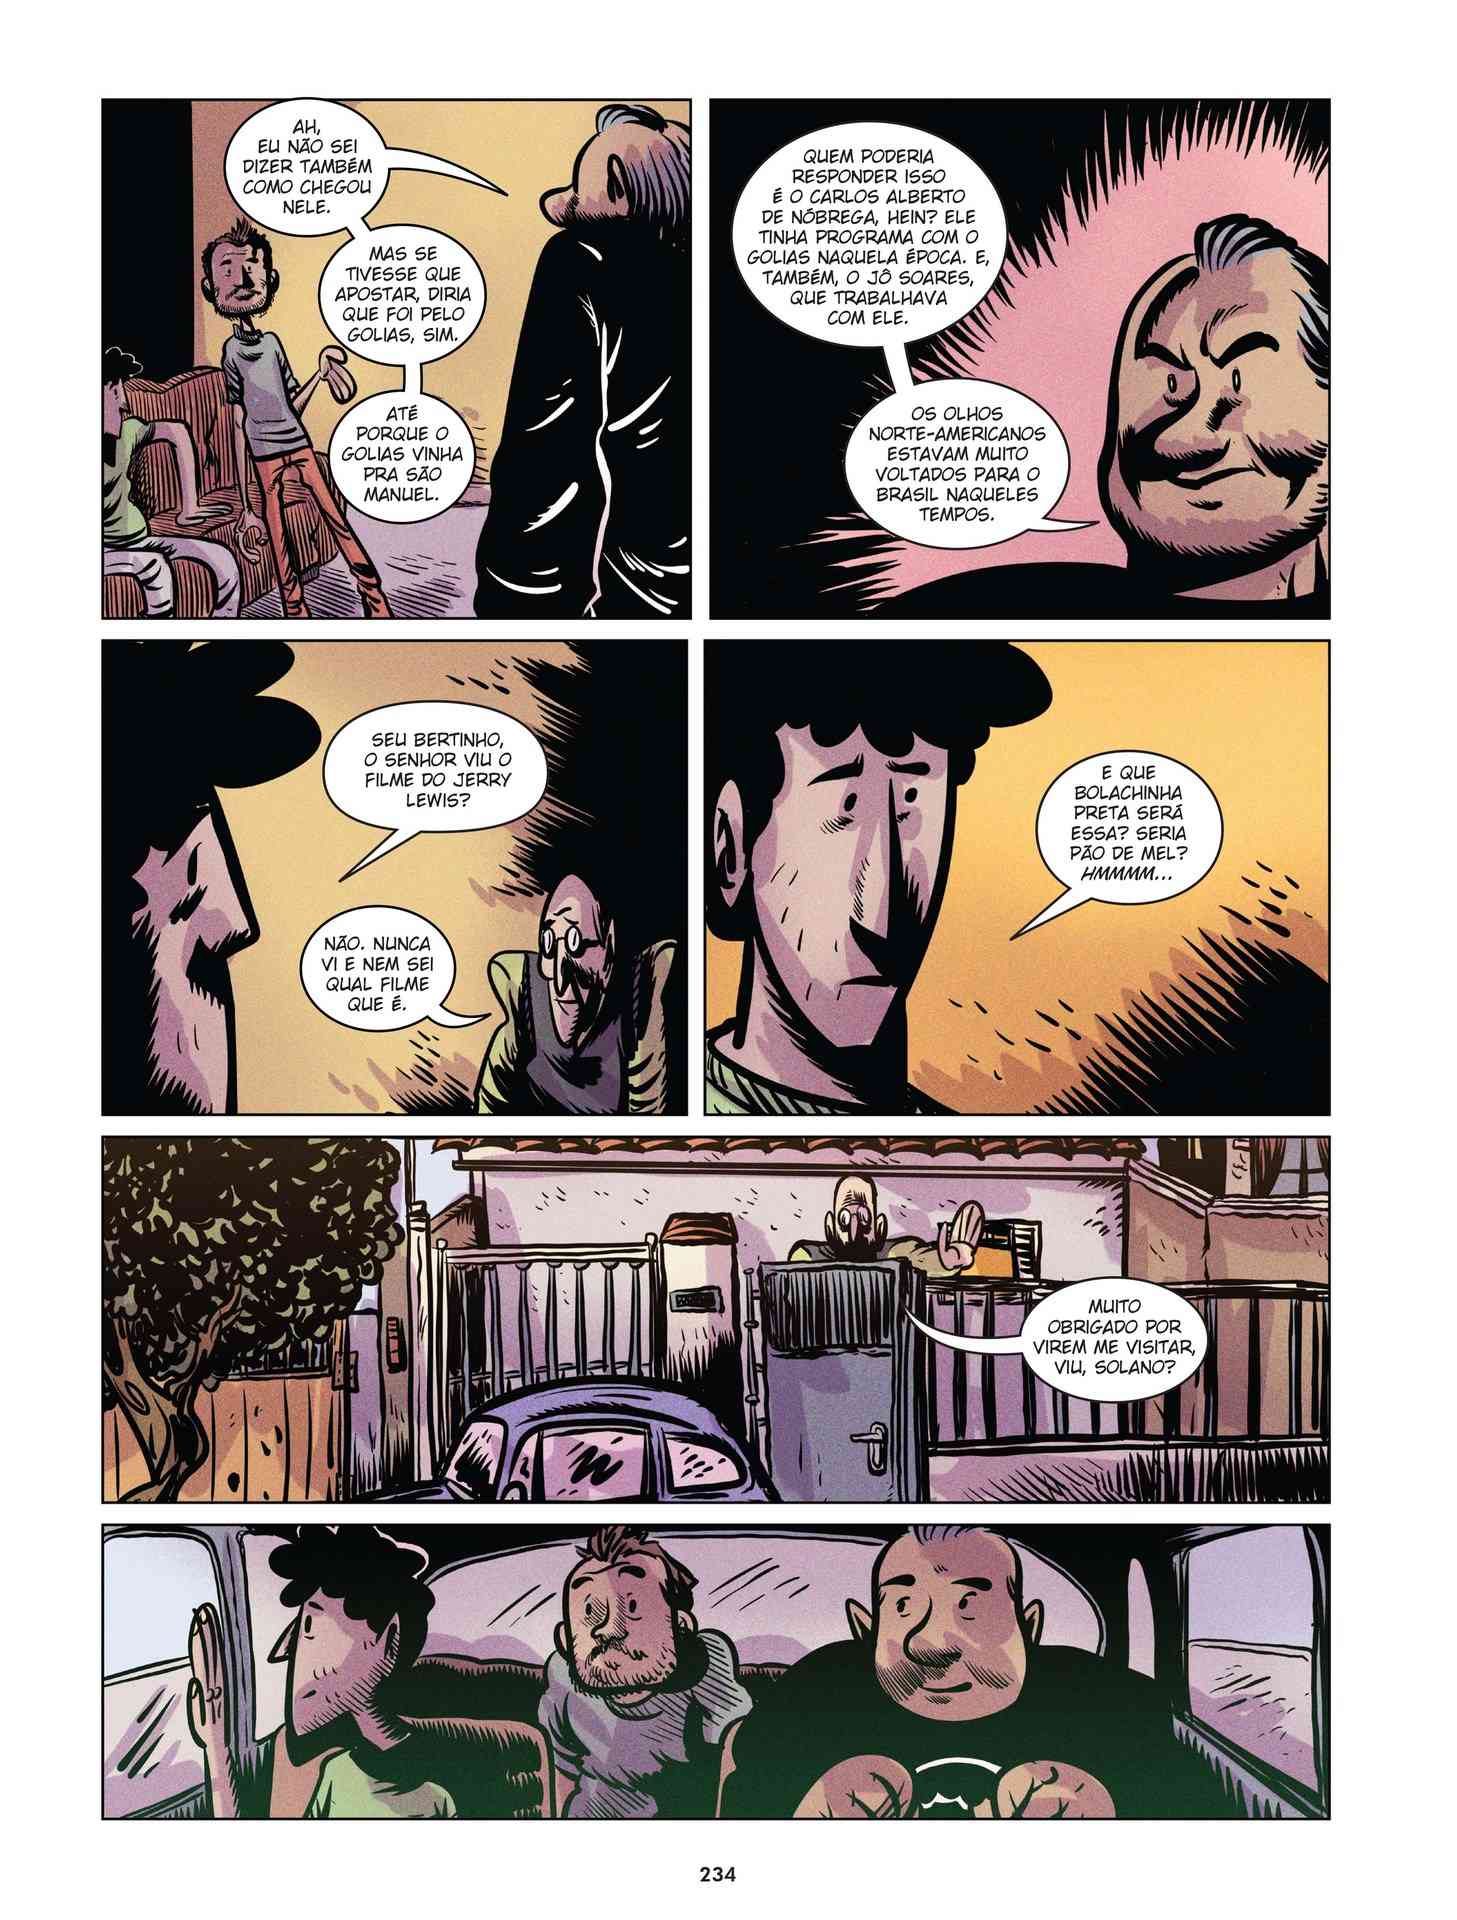 AH,
EU NÃO SEI
DIZER TAMBÉM
COMO CHEGOU
NELE.
MAS SE
TIVESSE QUE
APOSTAR, DIRIA
QUE FOI PELO
GOLIAS, SIM.
ATÉ
PORQUE O
GOLIAS VINHA
PRA SÃO
MANUEL.
QUEM PODERIA
RESPONDER ISSO
É O CARLOS ALBERTO
DE NÓBREGA, HEIN? ELE
TINHA PROGRAMA COM O
GOLIAS NAQUELA ÉPOCA. E,
TAMBÉM, O JÔ SOARES,
QUE TRABALHAVA
COM ELE.
OS OLHOS
NORTE-AMERICANOS
ESTAVAM MUITO
VOLTADOS PARA O
BRASIL NAQUELES
TEMPOS.
SEU BERTINHO,
O SENHOR VIU O
FILME DO JERRY
LEWIS?
NÃO. NUNCA
VI E NEM SEI
QUAL FILME
QUE É.
E QUE
BOLACHINHA
PRETA SERÁ
ESSA? SERIA
PÃO DE MEL?
HMMMM...
MUITO
OBRIGADO POR
VIREM ME VISITAR,
VIU, SOLANO?
234